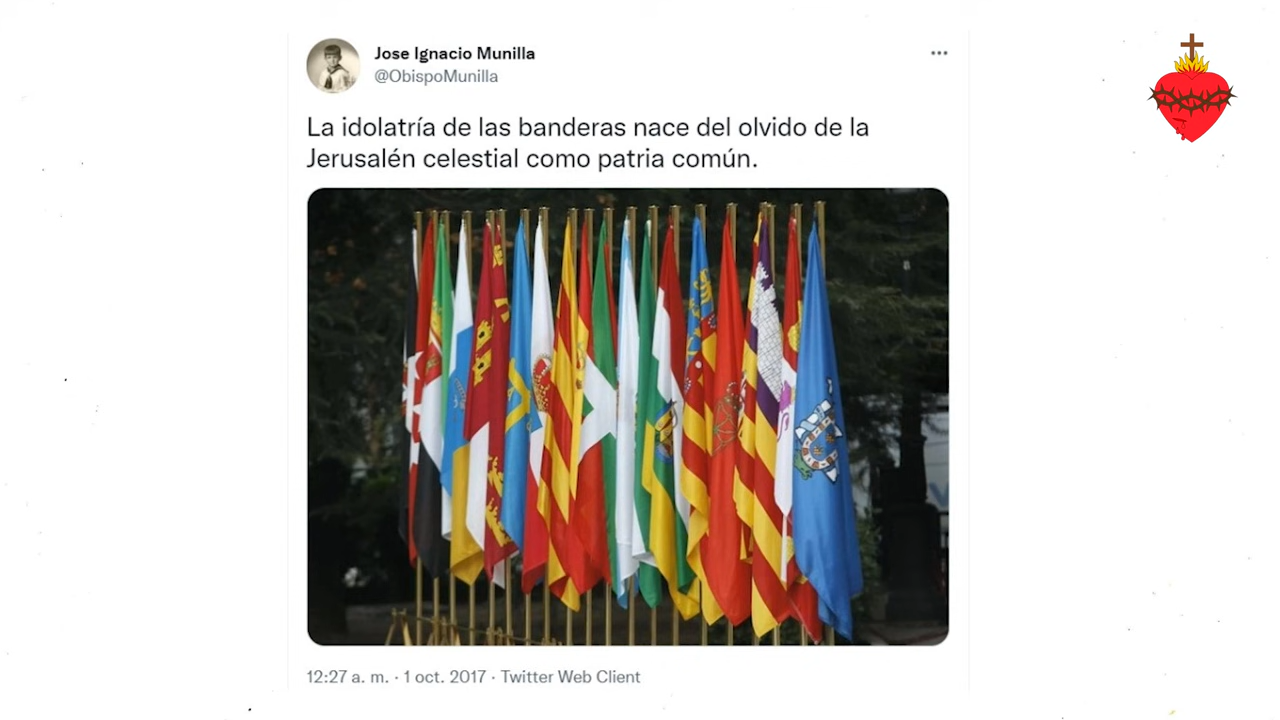 Jose Ignacio Munilla
@ObispoMunilla
La idolatría de las banderas nace del olvido de la
Jerusalén celestial como patria común.
12:27 a. m. · 1 oct. 2017 · Twitter Web Client